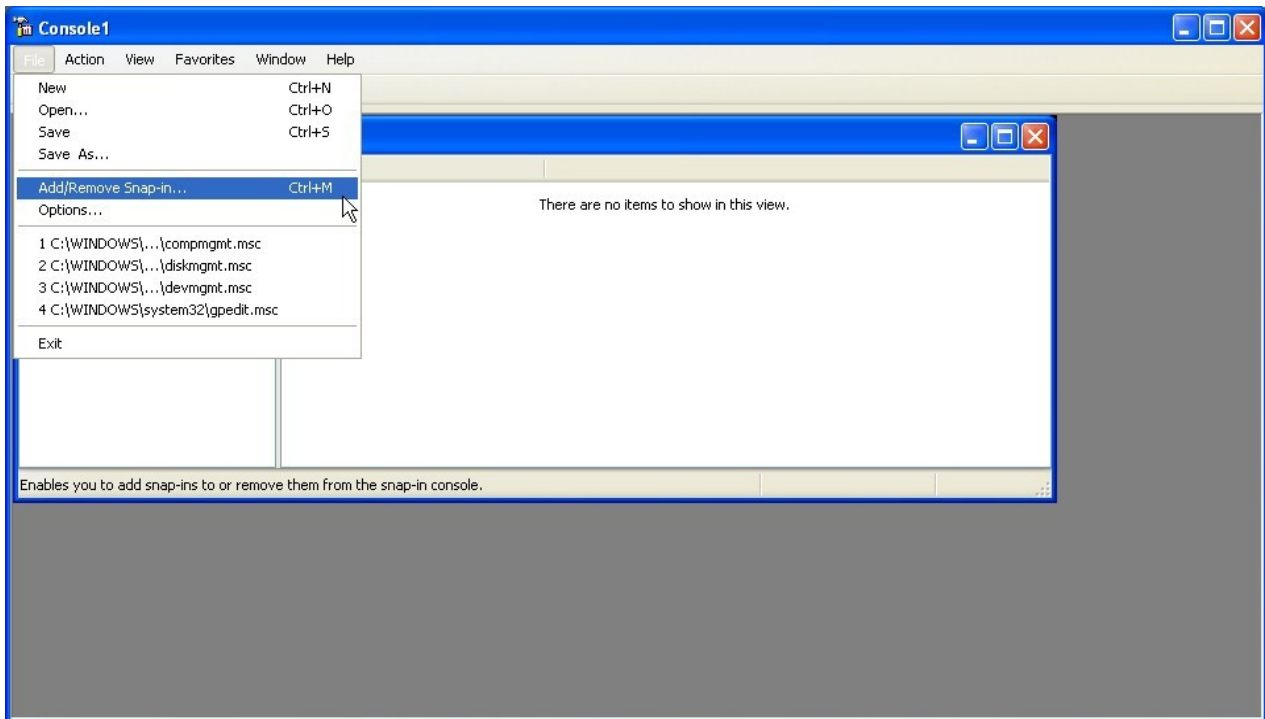 Console1
File Action View Favorites Window Help
New Ctrl+N
Open... Ctrl+O
Save Ctrl+S
Save As...
Add/Remove Snap-in... Ctrl+M
Options...
There are no items to show in this view.
1 C:\WINDOWS\...\compmgmt.msc
2 C:\WINDOWS\...\diskmgmt.msc
3 C:\WINDOWS\...\devmgmt.msc
4 C:\WINDOWS\system32\gpedit.msc
Exit
Enables you to add snap-ins to or remove them from the snap-in console.